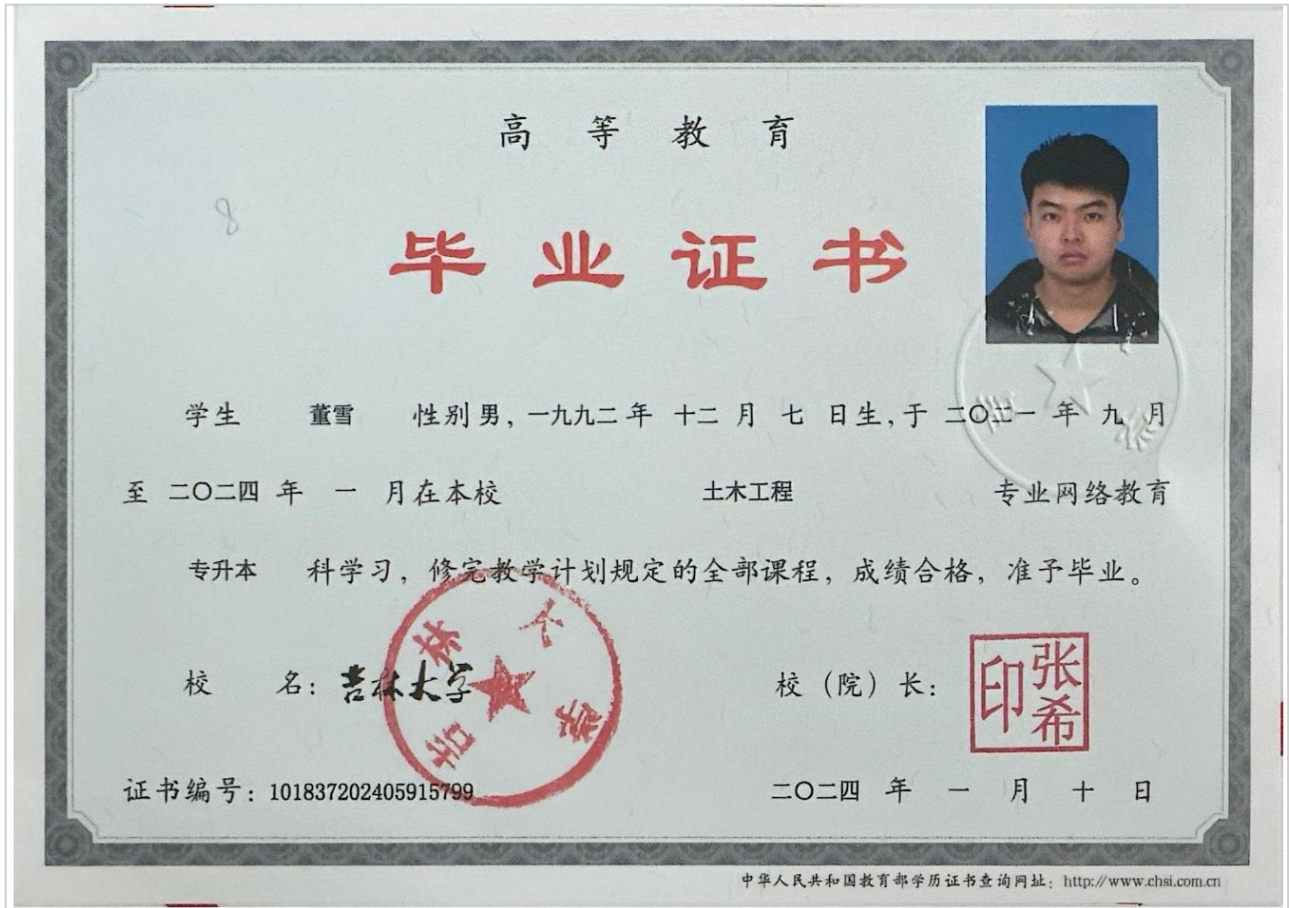 高等教育
8
毕业证书
学生 董雪 性别 男，一九九二 年 十二 月 七 日生，于 二〇二一 年 九 月
至 二〇二四 年 一 月在本校 土木工程 专业网络教育
专升本 科学习，修完教学计划规定的全部课程，成绩合格，准予毕业。
校 名：吉林大学
吉林大学
校（院）长：
张希印
证书编号：101837202405915799
二〇二四 年 一 月 十 日
中华人民共和国教育部学历证书查询网址：http://www.chsi.com.cn